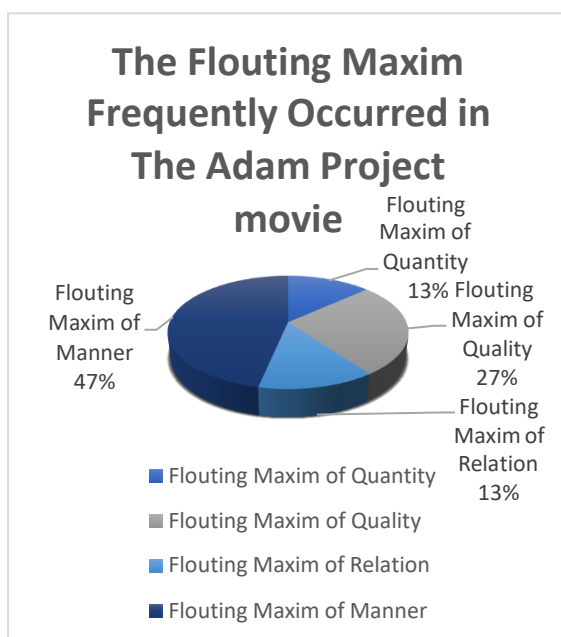 The Flouting Maxim
Frequently Occurred in
The Adam Project
movie
Flouting
Maxim of
Quantity
13%
Flouting
Maxim of
Quality
27%
Flouting
Maxim of
Relation
13%
Flouting
Maxim of
Manner
47%
Flouting Maxim of Quantity
Flouting Maxim of Quality
Flouting Maxim of Relation
Flouting Maxim of Manner